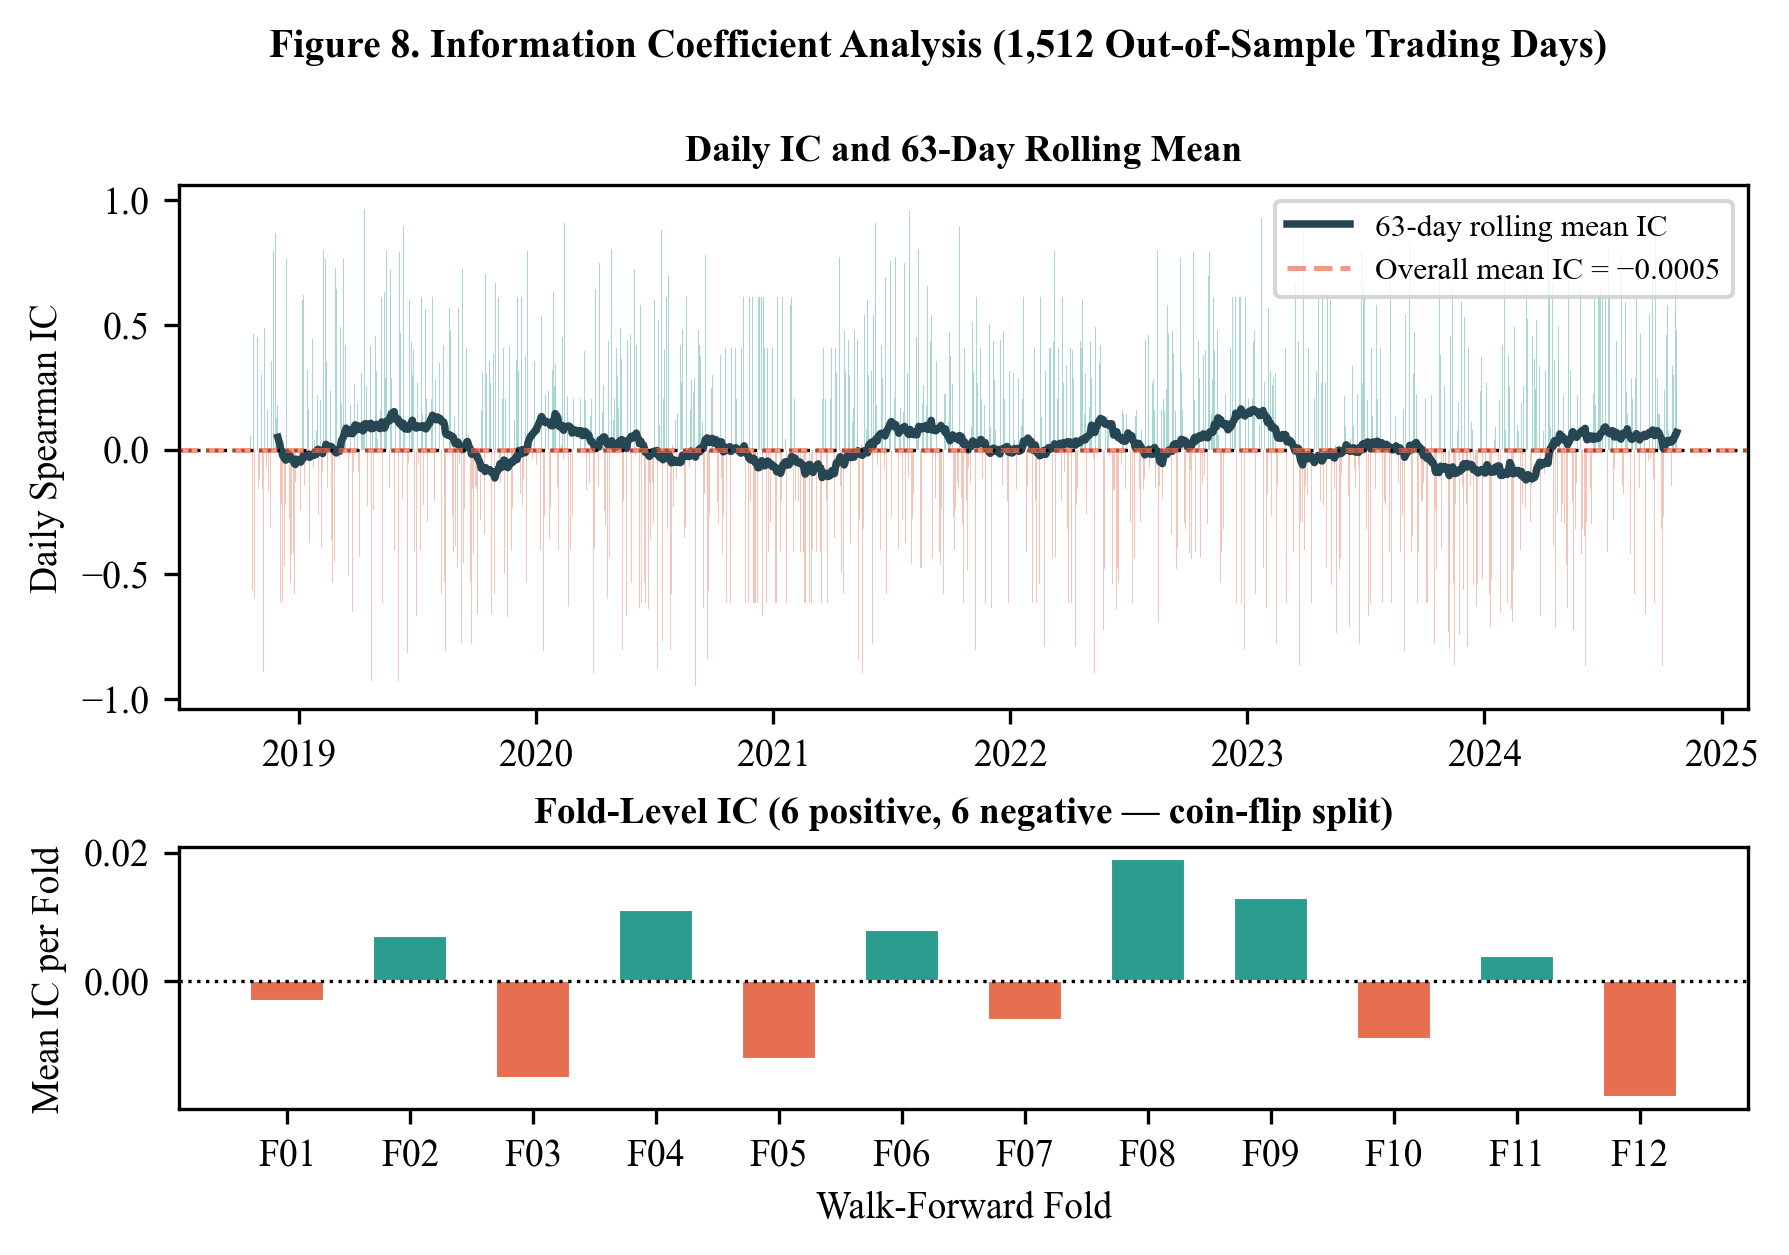 Figure 8. Information Coefficient Analysis (1,512 Out-of-Sample Trading Days)
Daily IC and 63-Day Rolling Mean
Daily Spearman IC
1.0
0.5
0.0
−0.5
−1.0
63-day rolling mean IC
Overall mean IC = −0.0005
2019 2020 2021 2022 2023 2024 2025
Fold-Level IC (6 positive, 6 negative — coin-flip split)
Mean IC per Fold
0.02
0.00
F01 F02 F03 F04 F05 F06 F07 F08 F09 F10 F11 F12
Walk-Forward Fold